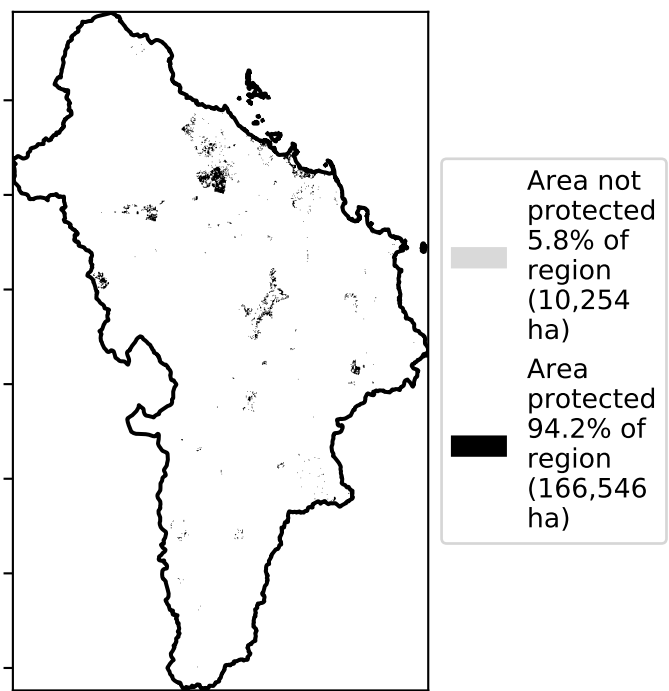 Area not
protected
5.8% of
region
(10,254
ha)
Area
protected
94.2% of
region
(166,546
ha)